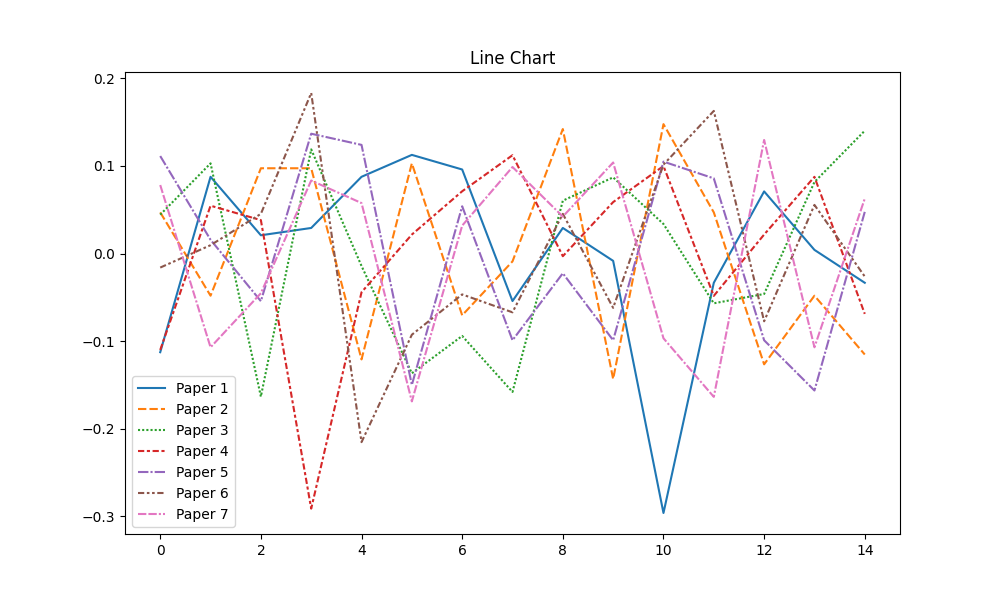 Line Chart
0.2
0.1
0.0
−0.1
−0.2
−0.3
Paper 1
Paper 2
Paper 3
Paper 4
Paper 5
Paper 6
Paper 7
0 2 4 6 8 10 12 14